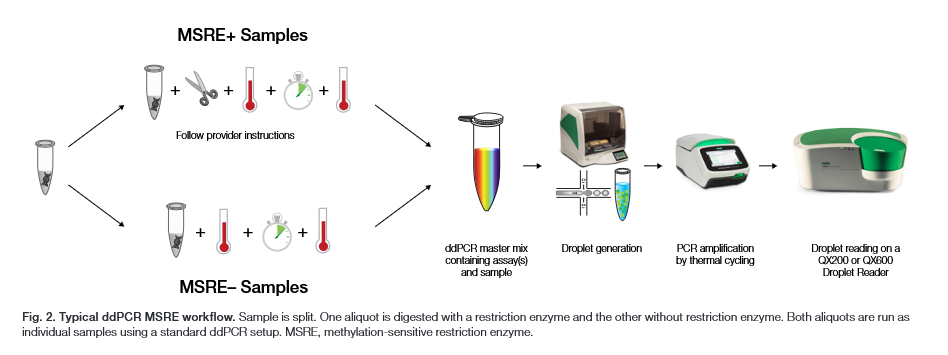 MSRE+ Samples
Follow provider instructions
MSRE– Samples
ddPCR master mix
containing assay(s)
and sample
Droplet generation
PCR amplification
by thermal cycling
Droplet reading on a
QX200 or QX600
Droplet Reader
Fig. 2. Typical ddPCR MSRE workflow. Sample is split. One aliquot is digested with a restriction enzyme and the other without restriction enzyme. Both aliquots are run as
individual samples using a standard ddPCR setup. MSRE, methylation-sensitive restriction enzyme.